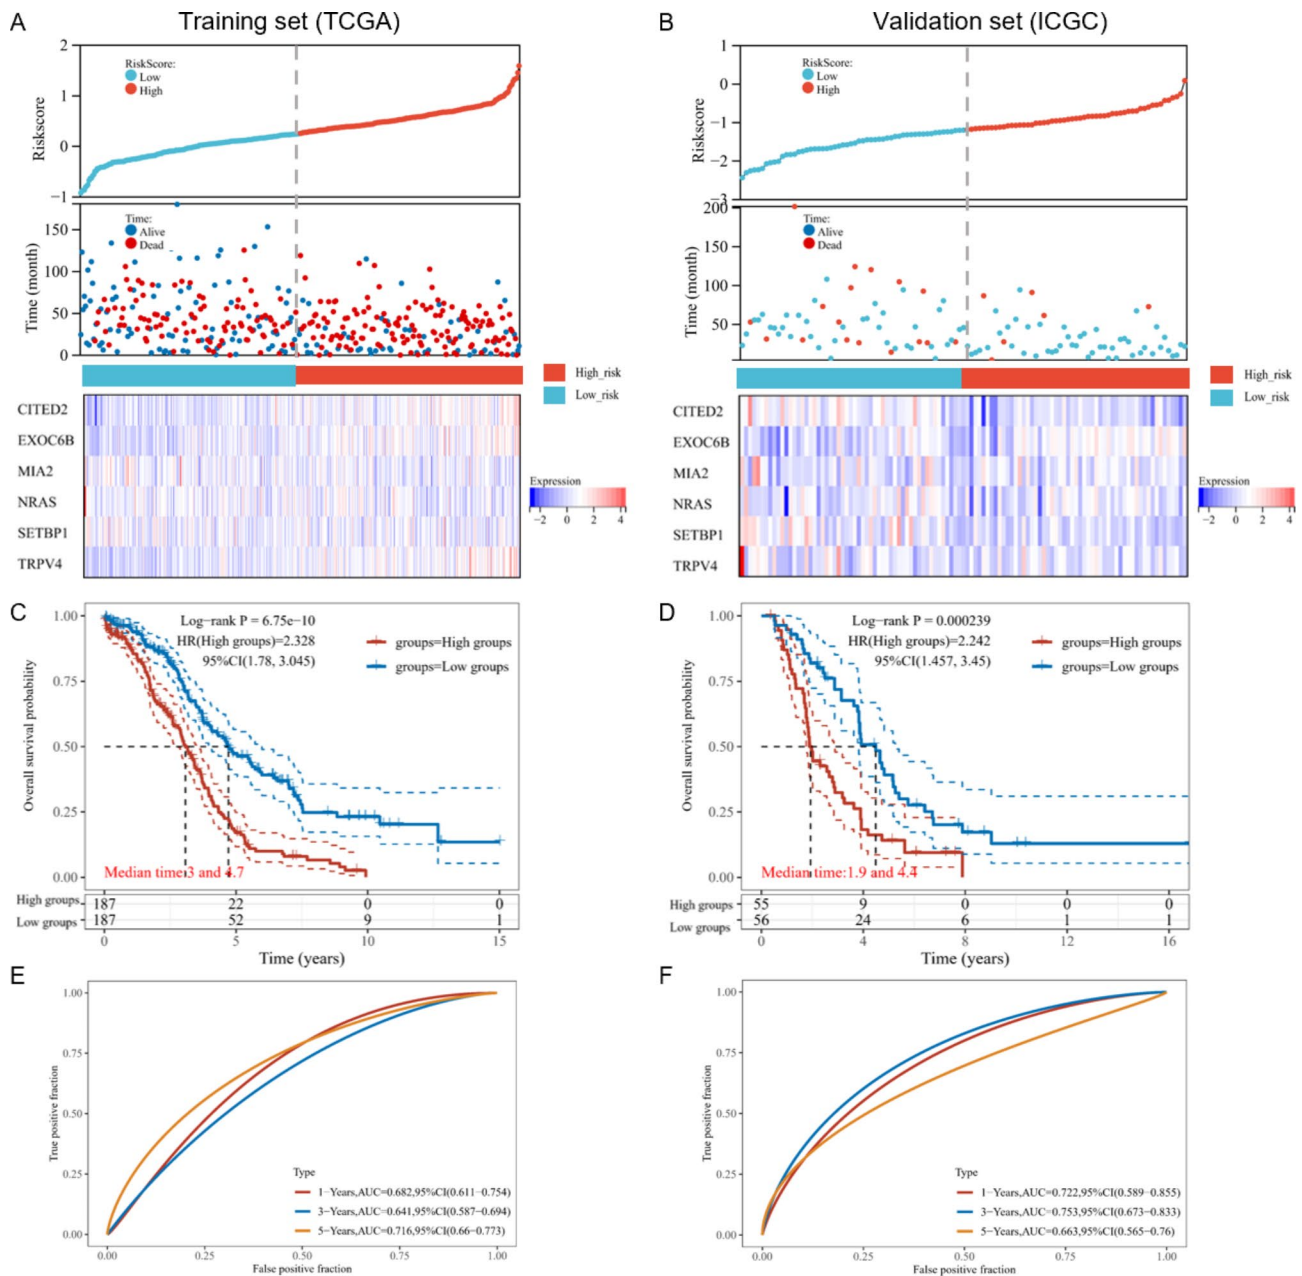 A
Training set (TCGA)
2
1
0
−1
Riskscore
RiskScore:
Low
High
150
100
50
0
Time (month)
Time:
Alive
Dead
High_risk
Low_risk
CITED2
EXOC6B
MIA2
NRAS
SETBP1
TRPV4
Expression
−2 0 2 4
B
Validation set (ICGC)
1
0
−1
−2
−3
Riskscore
RiskScore:
Low
High
200
150
100
50
Time (month)
Time:
Alive
Dead
High_risk
Low_risk
CITED2
EXOC6B
MIA2
NRAS
SETBP1
TRPV4
Expression
−2 0 2 4
C
1.00
0.75
0.50
0.25
0.00
Overall survival probability
Log−rank P = 6.75e−10
HR(High groups)=2.328
95%CI(1.78, 3.045)
groups=High groups
groups=Low groups
Median time:3 and 4.7
High groups 187 22 0 0
Low groups 187 52 9 1
0 5 10 15
Time (years)
D
1.00
0.75
0.50
0.25
0.00
Overall survival probability
Log−rank P = 0.000239
HR(High groups)=2.242
95%CI(1.457, 3.45)
groups=High groups
groups=Low groups
Median time:1.9 and 4.4
High groups 55 9 0 0 0
Low groups 56 24 6 1 1
0 4 8 12 16
Time (years)
E
1.00
0.75
0.50
0.25
0.00
True positive fraction
Type
1−Years,AUC=0.682,95%CI(0.611−0.754)
3−Years,AUC=0.641,95%CI(0.587−0.694)
5−Years,AUC=0.716,95%CI(0.66−0.773)
0.00 0.25 0.50 0.75 1.00
False positive fraction
F
1.00
0.75
0.50
0.25
0.00
True positive fraction
Type
1−Years,AUC=0.722,95%CI(0.589−0.855)
3−Years,AUC=0.753,95%CI(0.673−0.833)
5−Years,AUC=0.663,95%CI(0.565−0.76)
0.00 0.25 0.50 0.75 1.00
False positive fraction